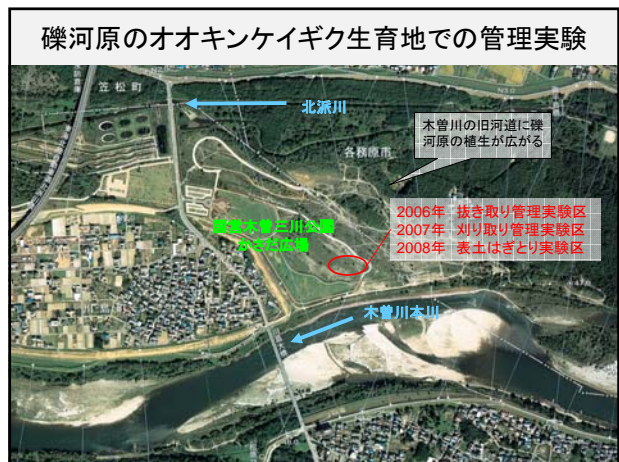 礫河原のオオキンケイギク生育地での管理実験
笠松町
北派川
木曽川の旧河道に礫
河原の植生が広がる
各務原市
2006年 抜き取り管理実験区
2007年 刈り取り管理実験区
2008年 表土はぎとり実験区
国営木曽三川公園
かさだ広場
川島町
木曽川本川